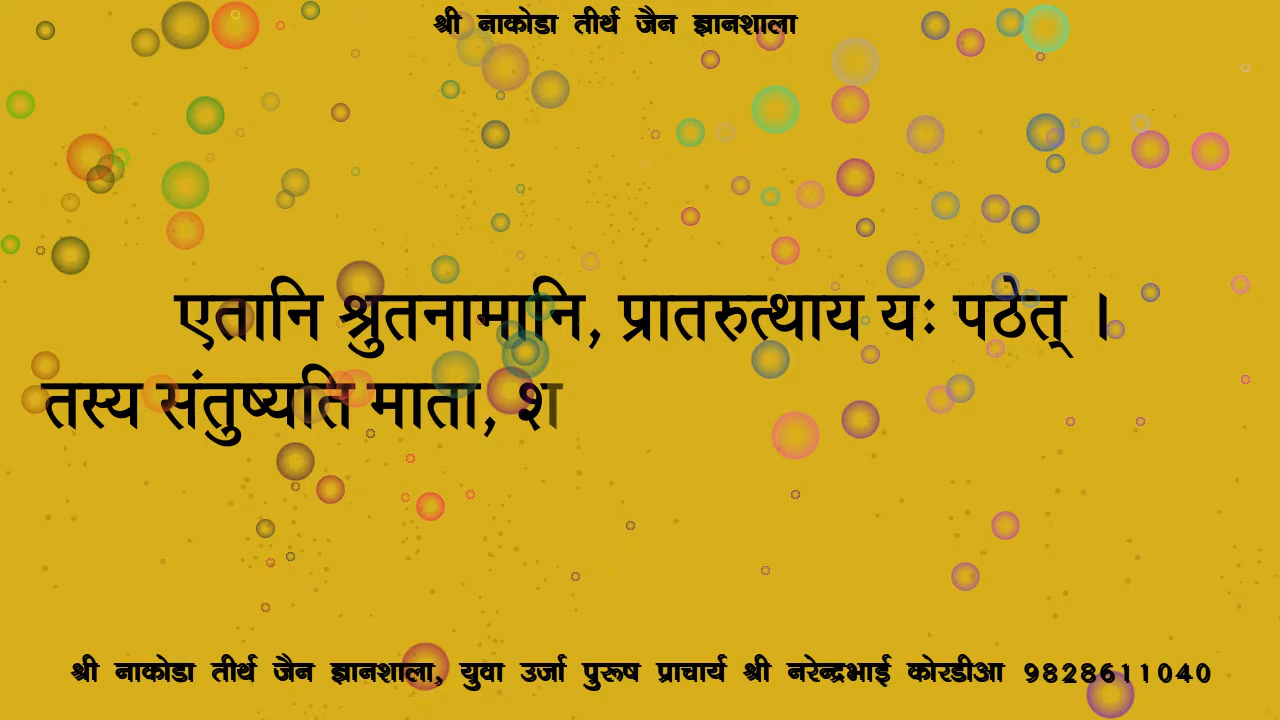 श्री नाकोडा तीर्थ जैन ज्ञानशाला
एतानि श्रुतनामानि, प्रातरुत्थाय यः पठेत् ।
तस्य संतुष्यति माता, श
श्री नाकोडा तीर्थ जैन ज्ञानशाला, युवा उर्जा पुरूष प्राचार्य श्री नरेन्द्रभाई कोरडीआ 9828611040